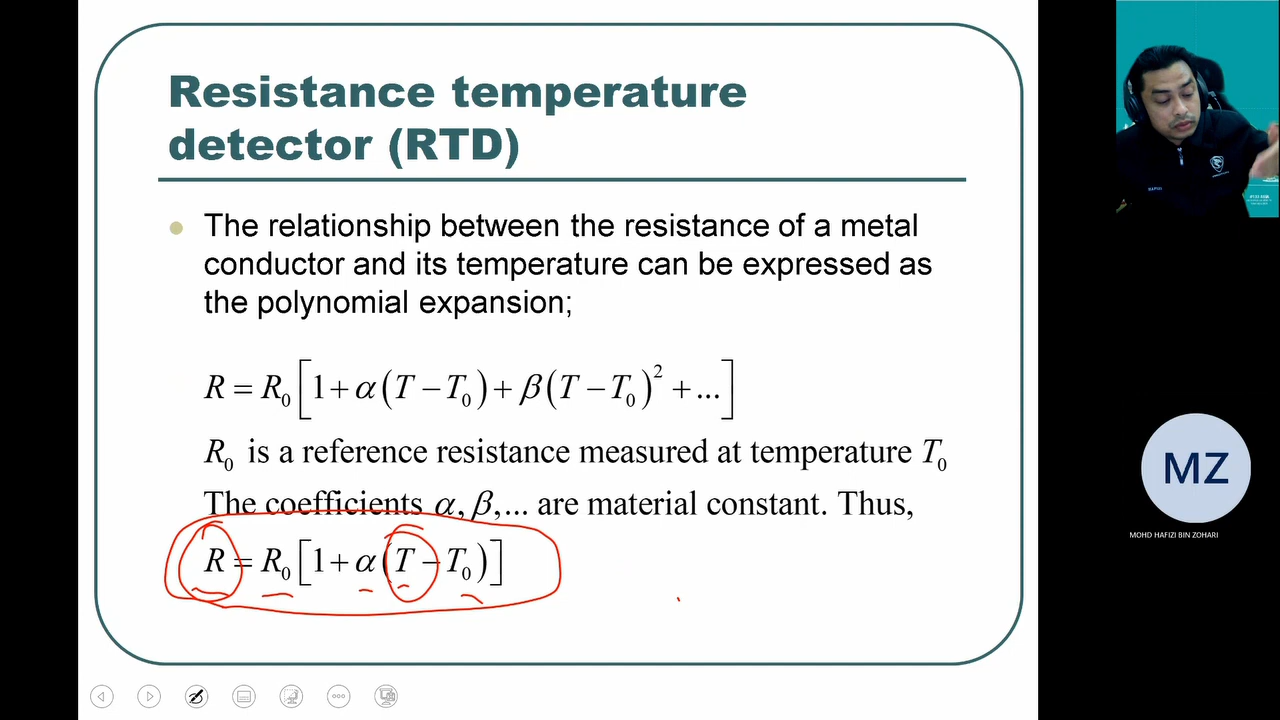 Resistance temperature
detector (RTD)
The relationship between the resistance of a metal
conductor and its temperature can be expressed as
the polynomial expansion;
R = R₀[1 + α(T − T₀) + β(T − T₀)² + ...]
R₀ is a reference resistance measured at temperature T₀
The coefficients α, β,... are material constant. Thus,
R = R₀[1 + α(T − T₀)]
MZ
MOHD HAFIZI BIN ZOHARI